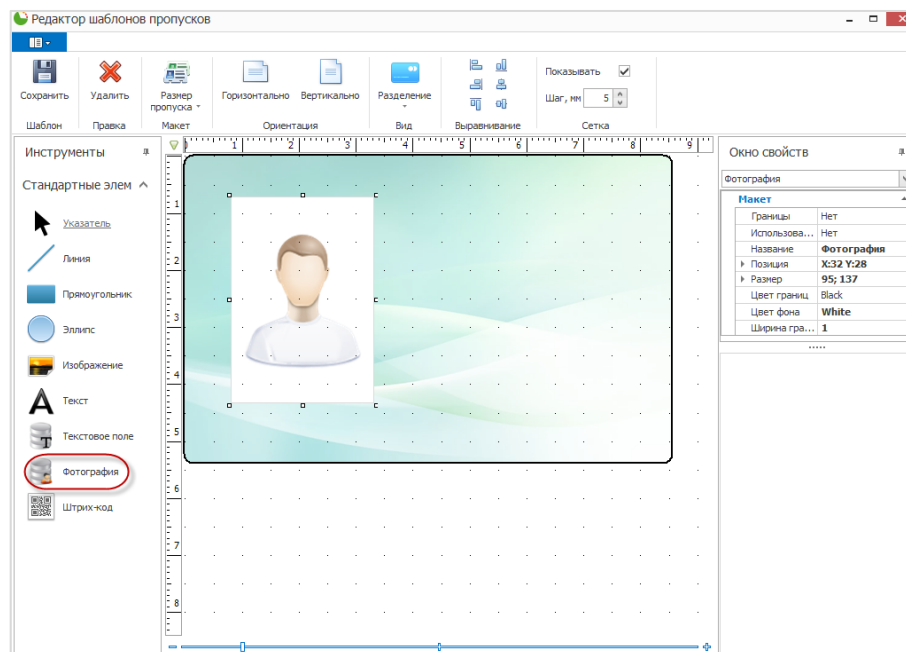 Редактор шаблонов пропусков
Сохранить
Удалить
Размер
пропуска
Горизонтально
Вертикально
Разделение
Показывать
Шаг, мм 5
Шаблон
Правка
Макет
Ориентация
Вид
Выравнивание
Сетка
Инструменты
1 2 3 4 5 6 7 8 9
Окно свойств
Стандартные элем
Указатель
Линия
Прямоугольник
Эллипс
Изображение
Текст
Текстовое поле
Фотография
Штрих-код
1
2
3
4
5
6
7
8
Фотография
Макет
Границы Нет
Использова... Нет
Название Фотография
Позиция X:32 Y:28
Размер 95; 137
Цвет границ Black
Цвет фона White
Ширина гра... 1